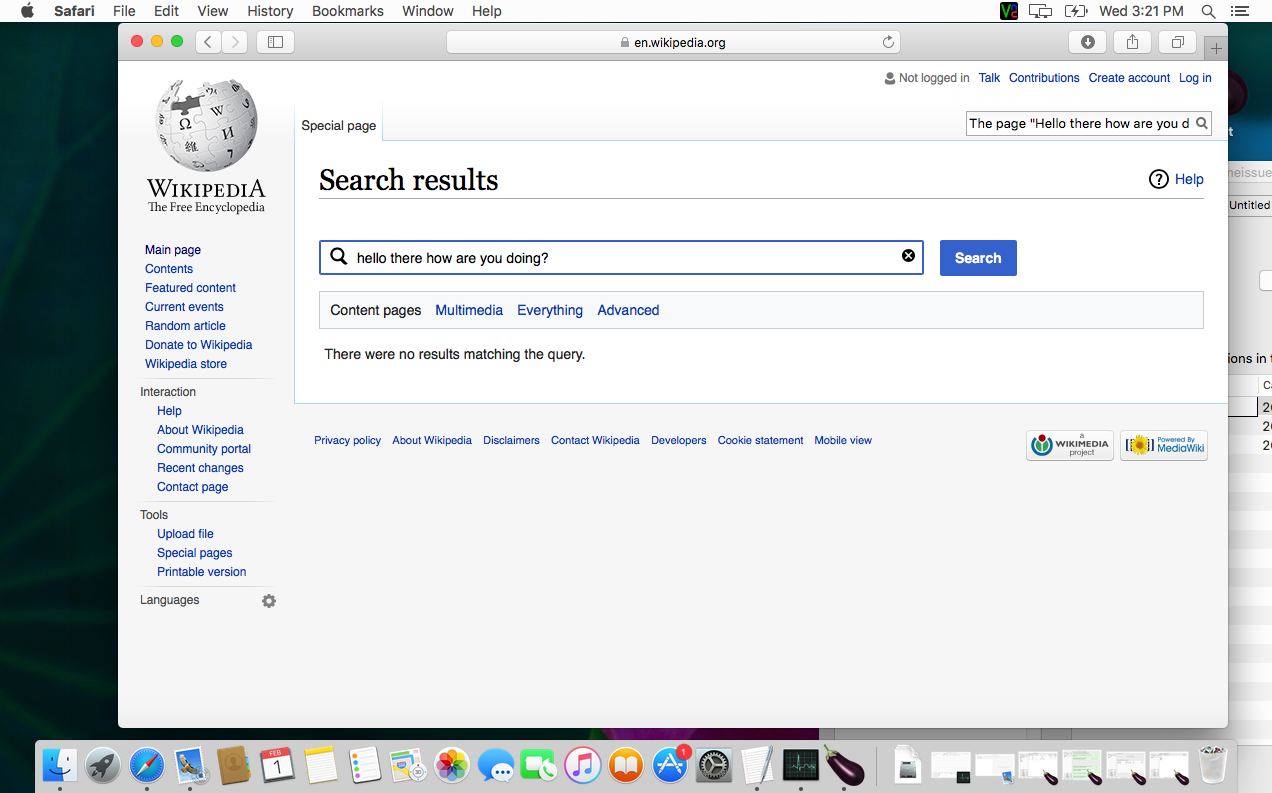 Safari File Edit View History Bookmarks Window Help Wed 3:21 PM
en.wikipedia.org
Not logged in Talk Contributions Create account Log in
Special page
The page "Hello there how are you d
WIKIPEDIA
The Free Encyclopedia
Search results
Help
hello there how are you doing?
Search
Content pages Multimedia Everything Advanced
There were no results matching the query.
Main page
Contents
Featured content
Current events
Random article
Donate to Wikipedia
Wikipedia store
Interaction
Help
About Wikipedia
Community portal
Recent changes
Contact page
Tools
Upload file
Special pages
Printable version
Languages
Privacy policy About Wikipedia Disclaimers Contact Wikipedia Developers Cookie statement Mobile view
a
WIKIMEDIA
project
Powered By
MediaWiki
Untitled
FEB
1
1